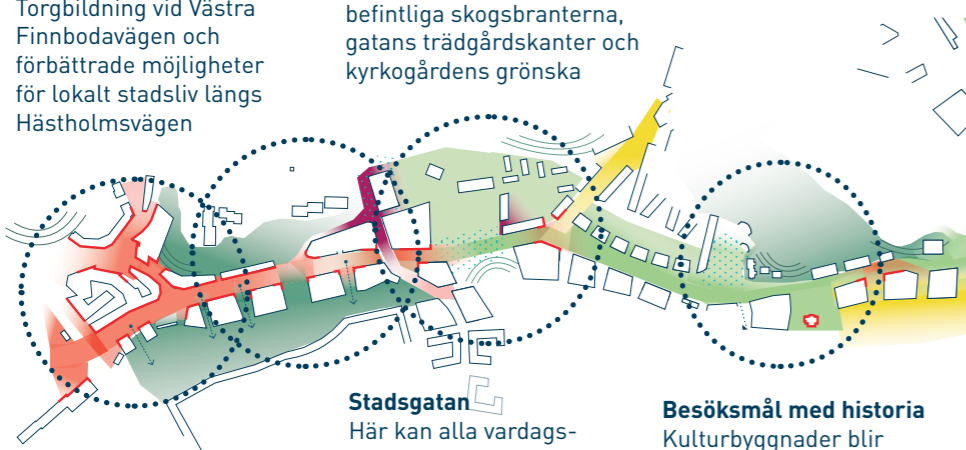 Torgbildning vid Västra
Finnbodavägen och
förbättrade möjligheter
för lokalt stadsliv längs
Hästholmsvägen
befintliga skogsbranterna,
gatans trädgårdskanter och
kyrkogårdens grönska
Stadsgatan
Här kan alla vardags-
Besöksmål med historia
Kulturbyggnader blir